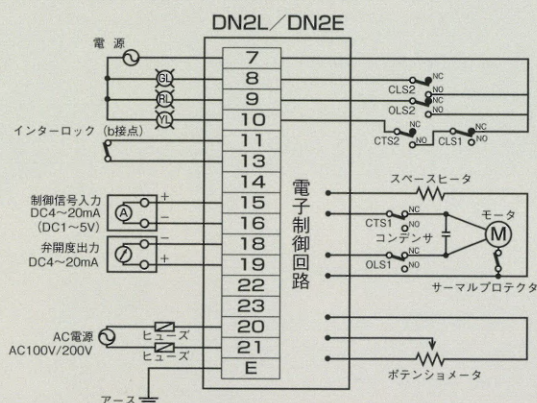 DN2L／DN2E
電源
7
GL
8
RL
9
YL
10
インターロック（b接点）
11
13
14
制御信号入力
DC4〜20mA
(DC1〜5V)
A
+
−
15
16
弁開度出力
DC4〜20mA
−
+
18
19
22
23
AC電源
AC100V/200V
ヒューズ
ヒューズ
20
21
アース
E
電子制御回路
NC
CLS2
NO
NC
OLS2
NO
NC
CTS2
NO
NC
CLS1
NO
スペースヒータ
NC
CTS1
NO
コンデンサ
NC
OLS1
NO
モータ
M
サーマルプロテクタ
ポテンショメータ